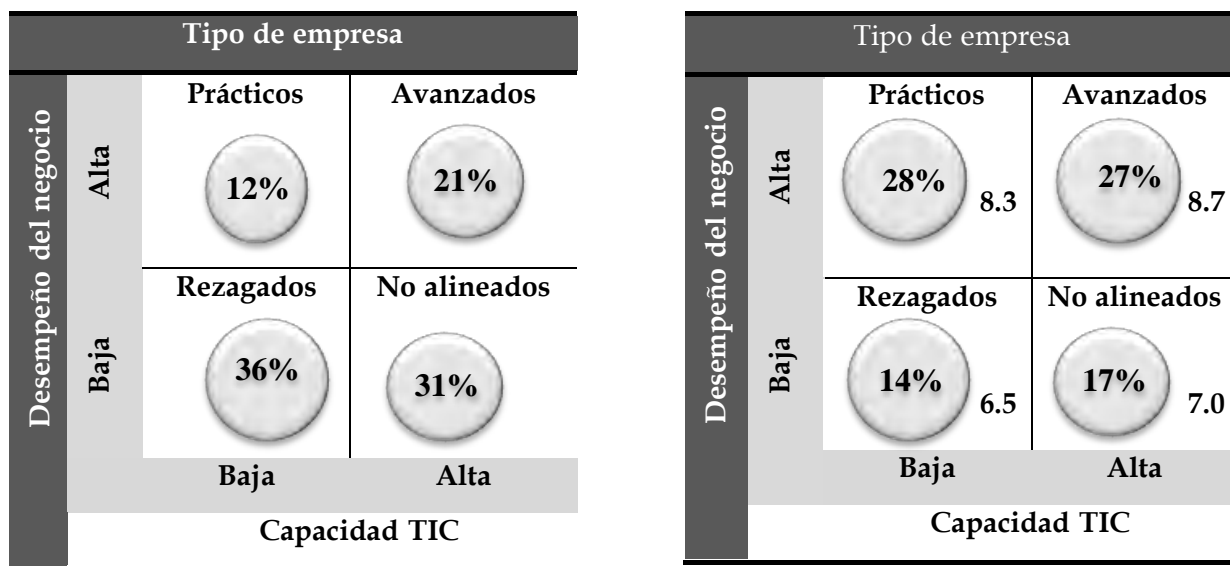 Tipo de empresa
Desempeño del negocio
Alta
Prácticos
12%
Avanzados
21%
Baja
Rezagados
36%
No alineados
31%
Baja
Alta
Capacidad TIC
Tipo de empresa
Desempeño del negocio
Alta
Prácticos
28%
8.3
Avanzados
27%
8.7
Baja
Rezagados
14%
6.5
No alineados
17%
7.0
Baja
Alta
Capacidad TIC